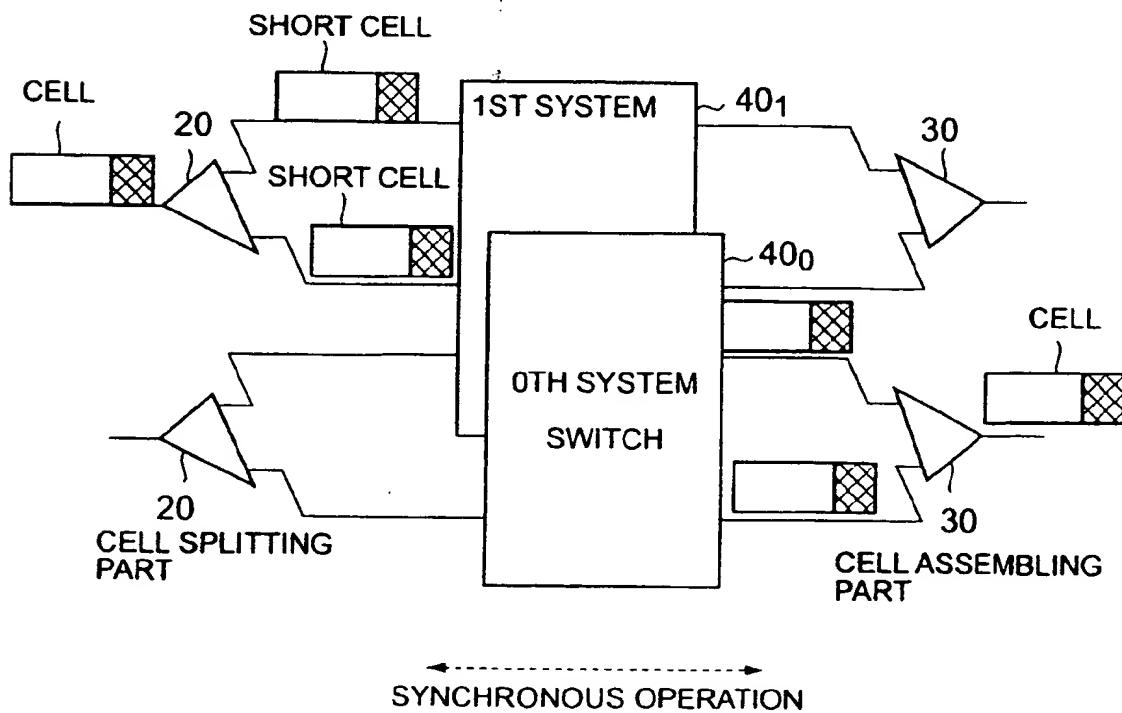 SHORT CELL
CELL
20
1ST SYSTEM
40₁
30
SHORT CELL
40₀
CELL
0TH SYSTEM
SWITCH
20
CELL SPLITTING
PART
30
CELL ASSEMBLING
PART
SYNCHRONOUS OPERATION